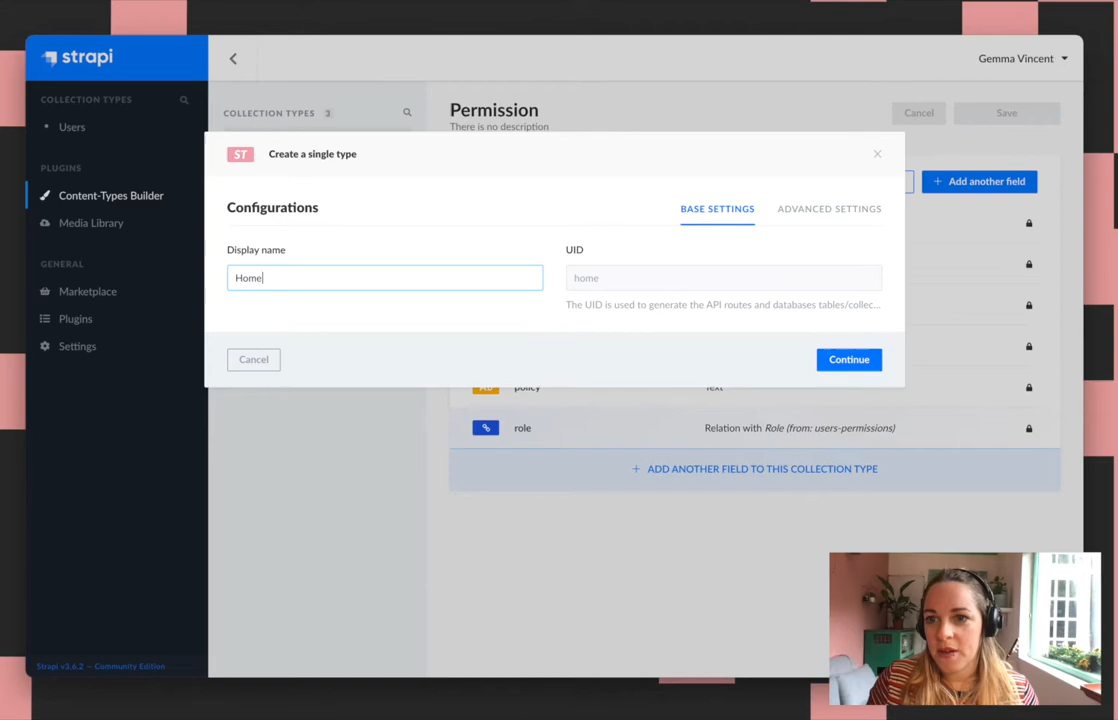 strapi
Gemma Vincent
COLLECTION TYPES
Users
PLUGINS
Content-Types Builder
Media Library
GENERAL
Marketplace
Plugins
Settings
Strapi v3.6.2 — Community Edition
COLLECTION TYPES 3
Permission
There is no description
Cancel
Save
+ Add another field
ST Create a single type
Configurations
BASE SETTINGS
ADVANCED SETTINGS
Display name
Home
UID
home
The UID is used to generate the API routes and databases tables/collec...
Cancel
Continue
policy Text
role Relation with Role (from: users-permissions)
+ ADD ANOTHER FIELD TO THIS COLLECTION TYPE